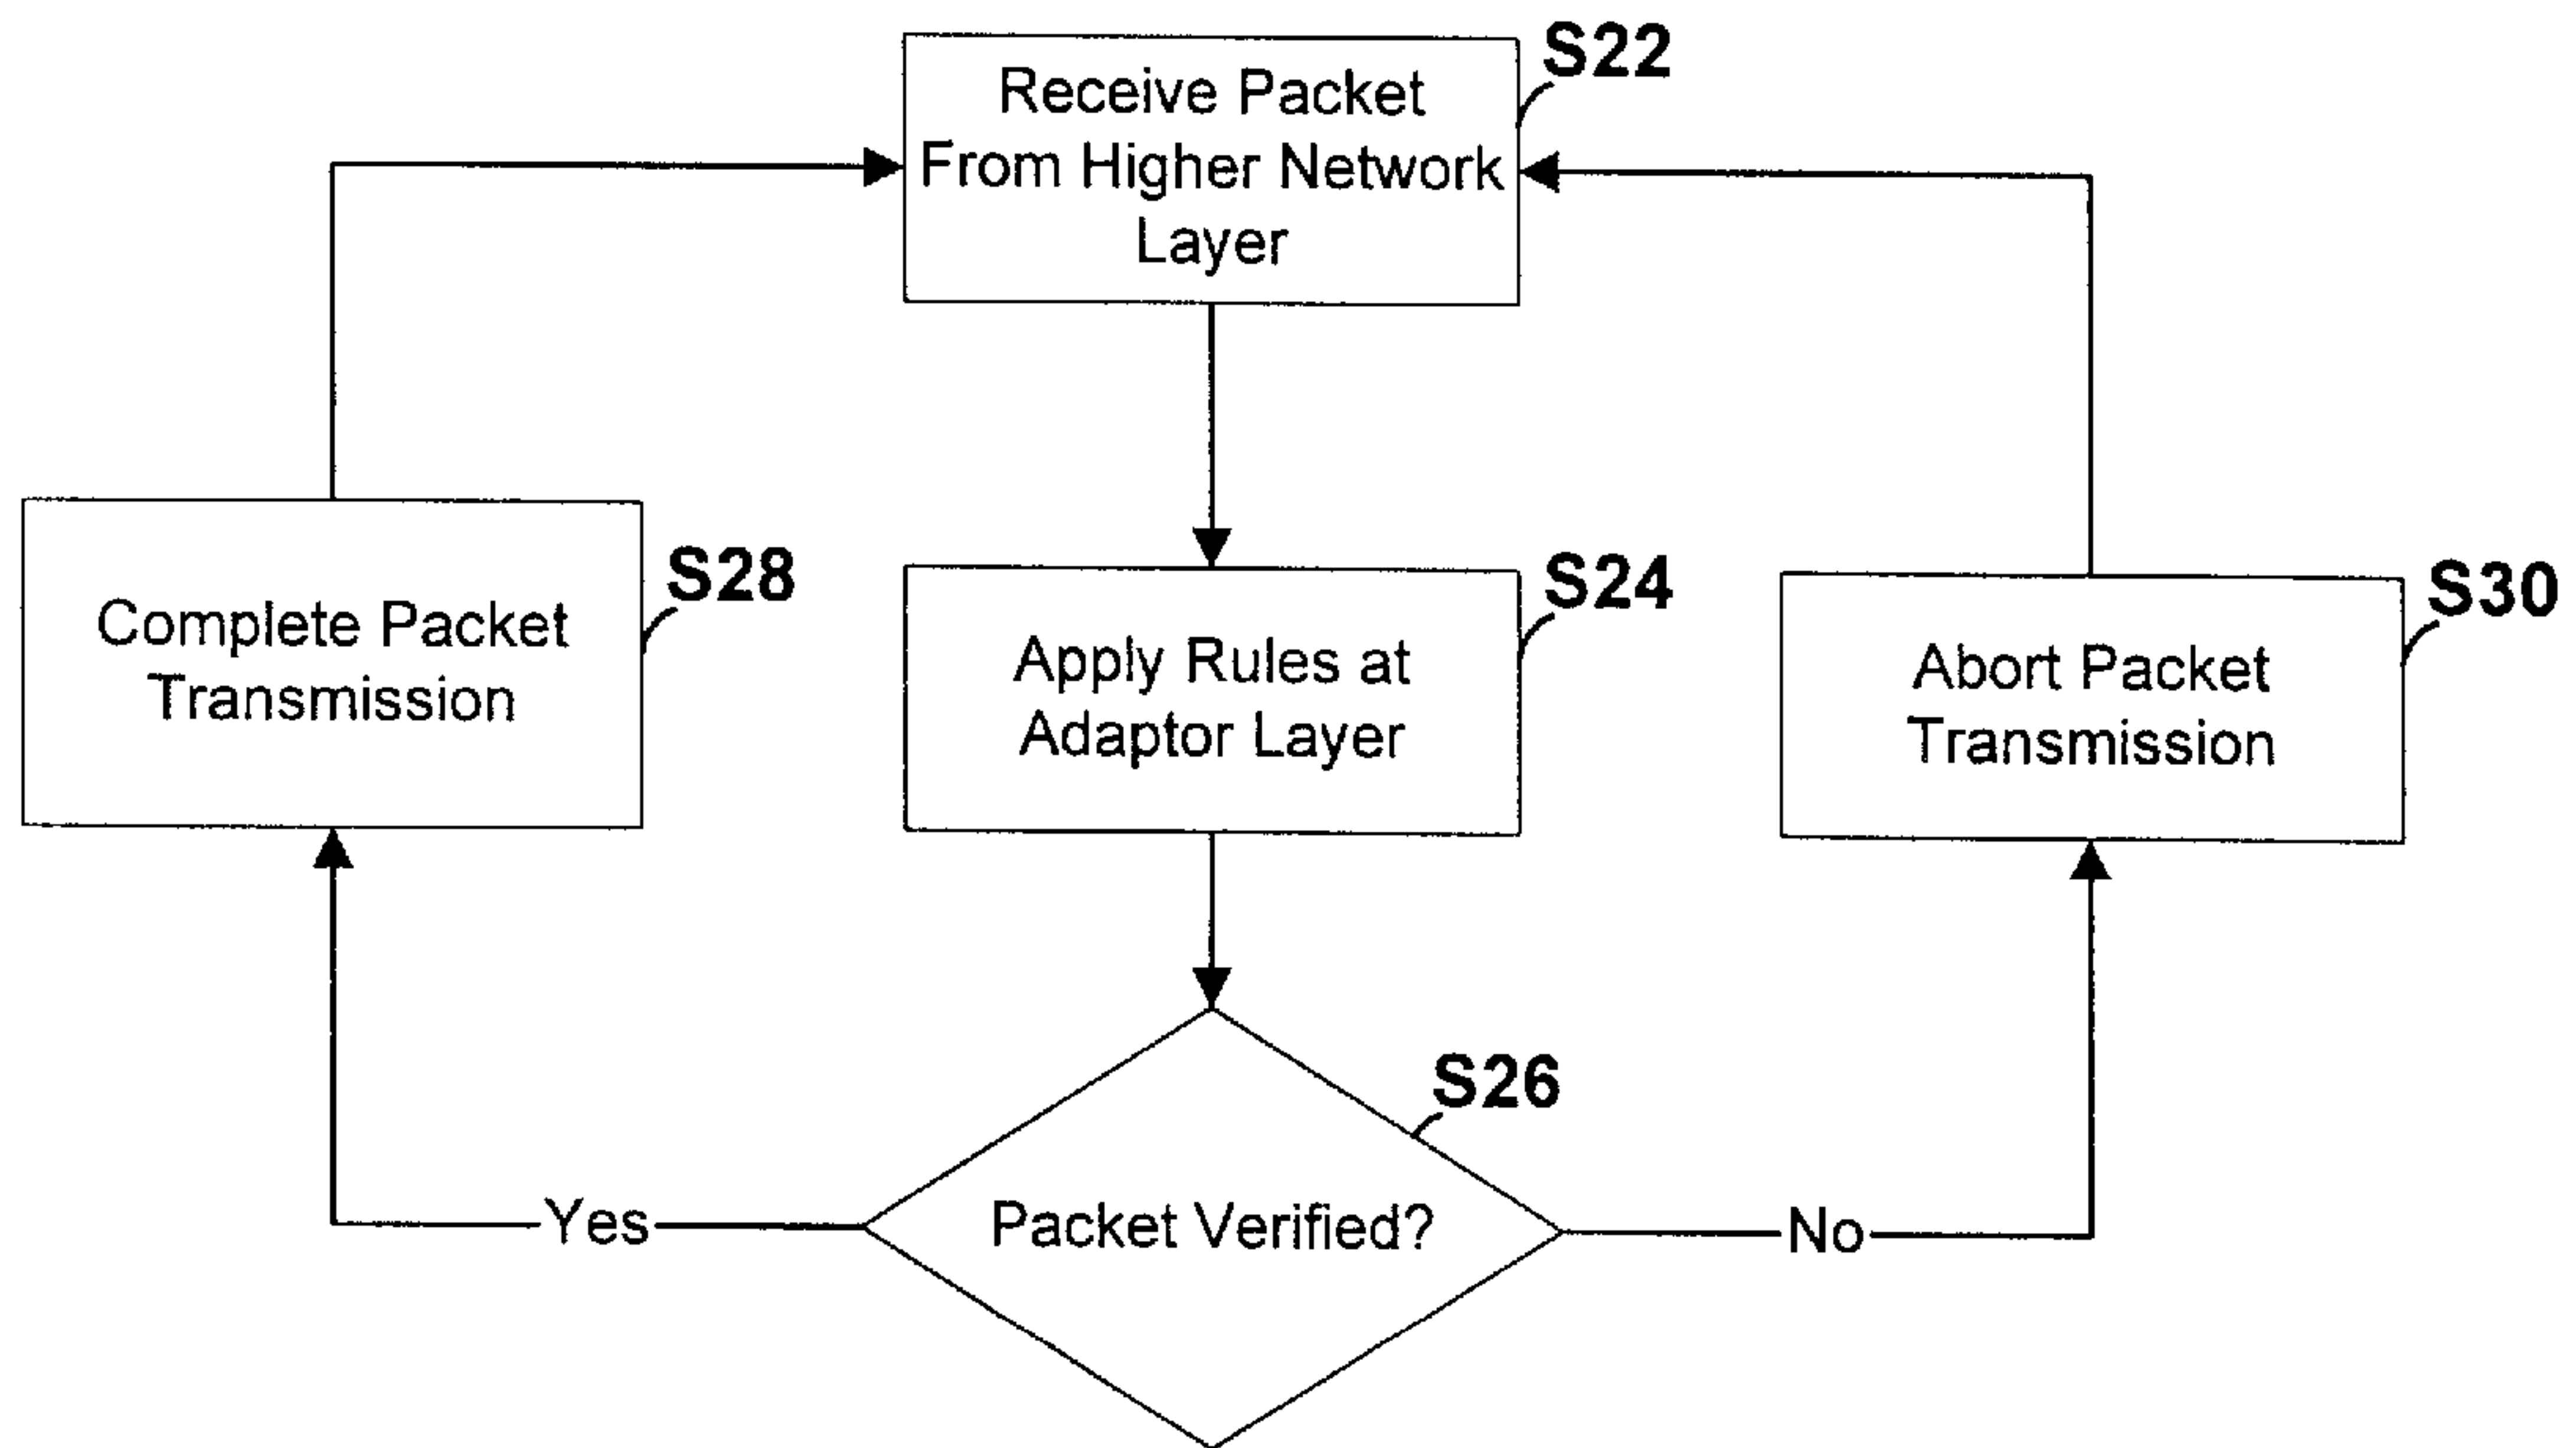 S22
Receive Packet
From Higher Network
Layer
S28
Complete Packet
Transmission
S24
Apply Rules at
Adaptor Layer
S30
Abort Packet
Transmission
S26
Packet Verified?
Yes
No